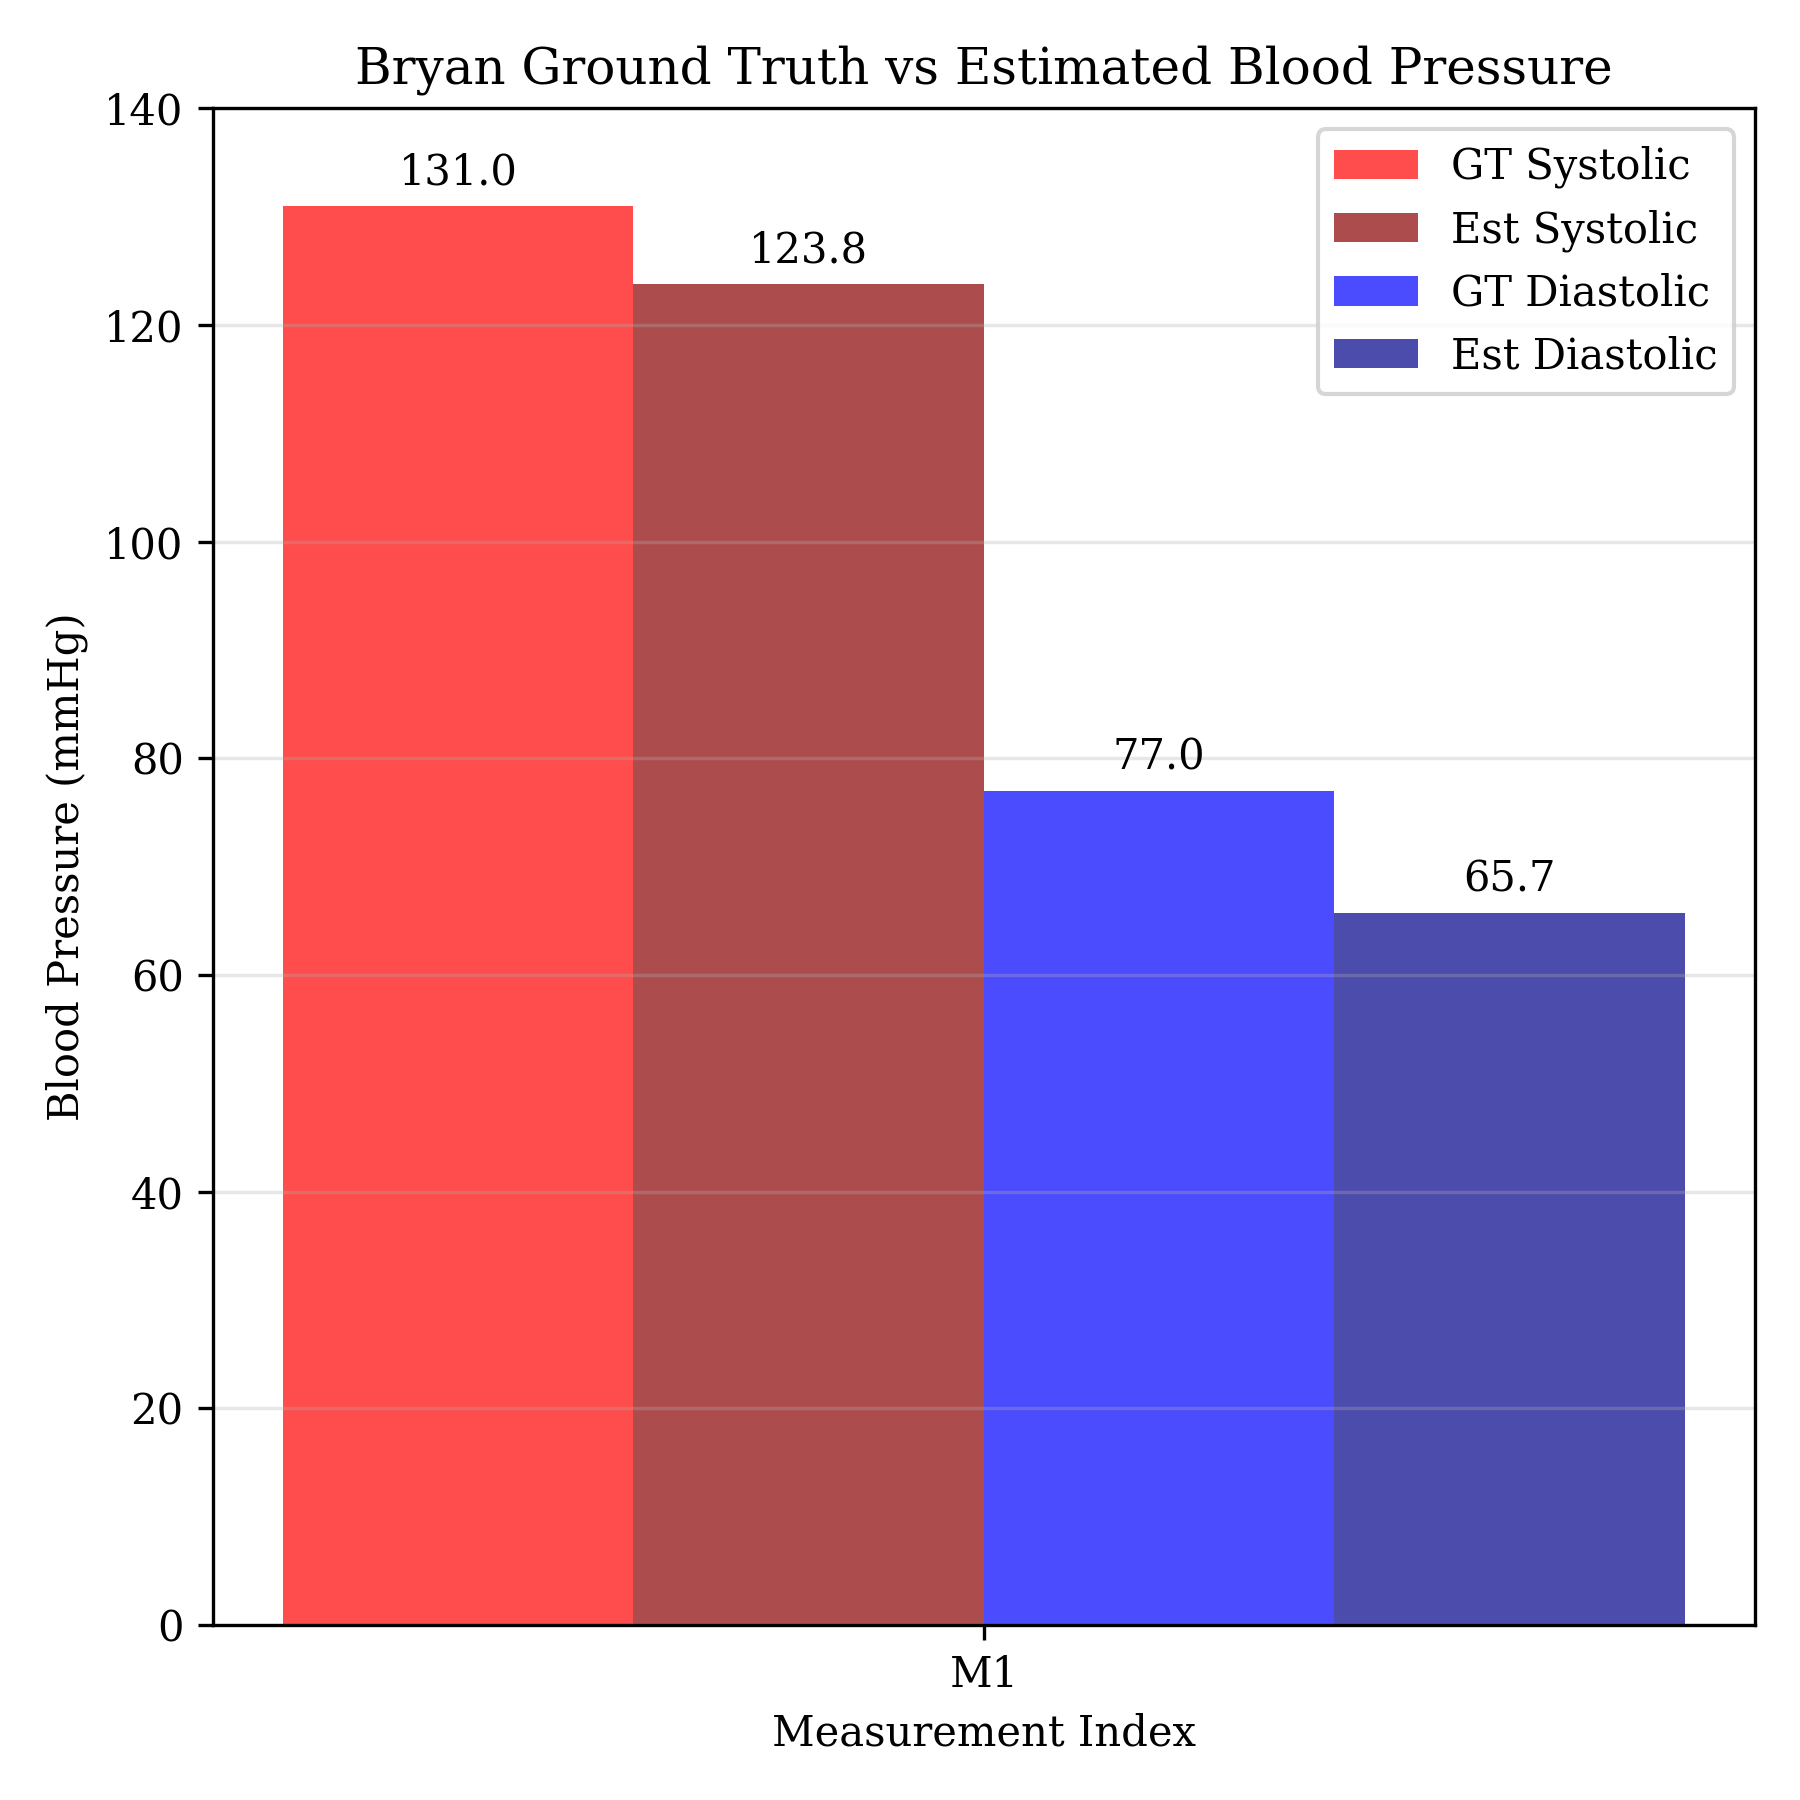 Bryan Ground Truth vs Estimated Blood Pressure
140
120
100
80
60
40
20
0
Blood Pressure (mmHg)
131.0
123.8
77.0
65.7
GT Systolic
Est Systolic
GT Diastolic
Est Diastolic
M1
Measurement Index